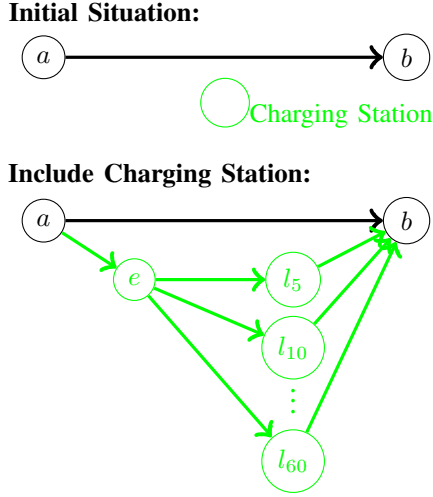 Initial Situation:
a b
Charging Station
Include Charging Station:
a b
e l₅
l₁₀
⋮
l₆₀